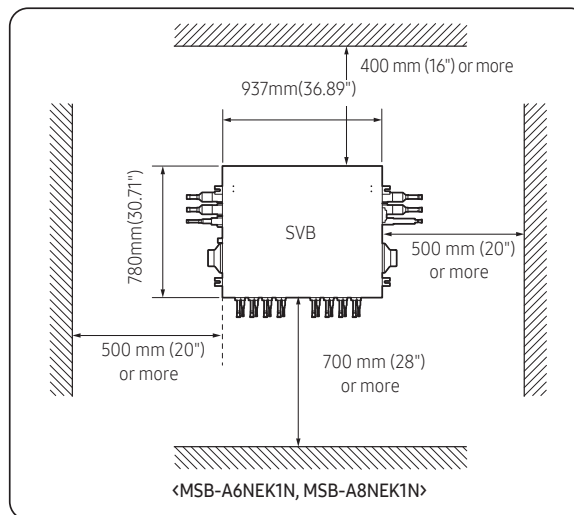 400 mm (16") or more
937mm(36.89")
780mm(30.71")
SVB
500 mm (20")
or more
500 mm (20")
or more
700 mm (28")
or more
<MSB-A6NEK1N, MSB-A8NEK1N>